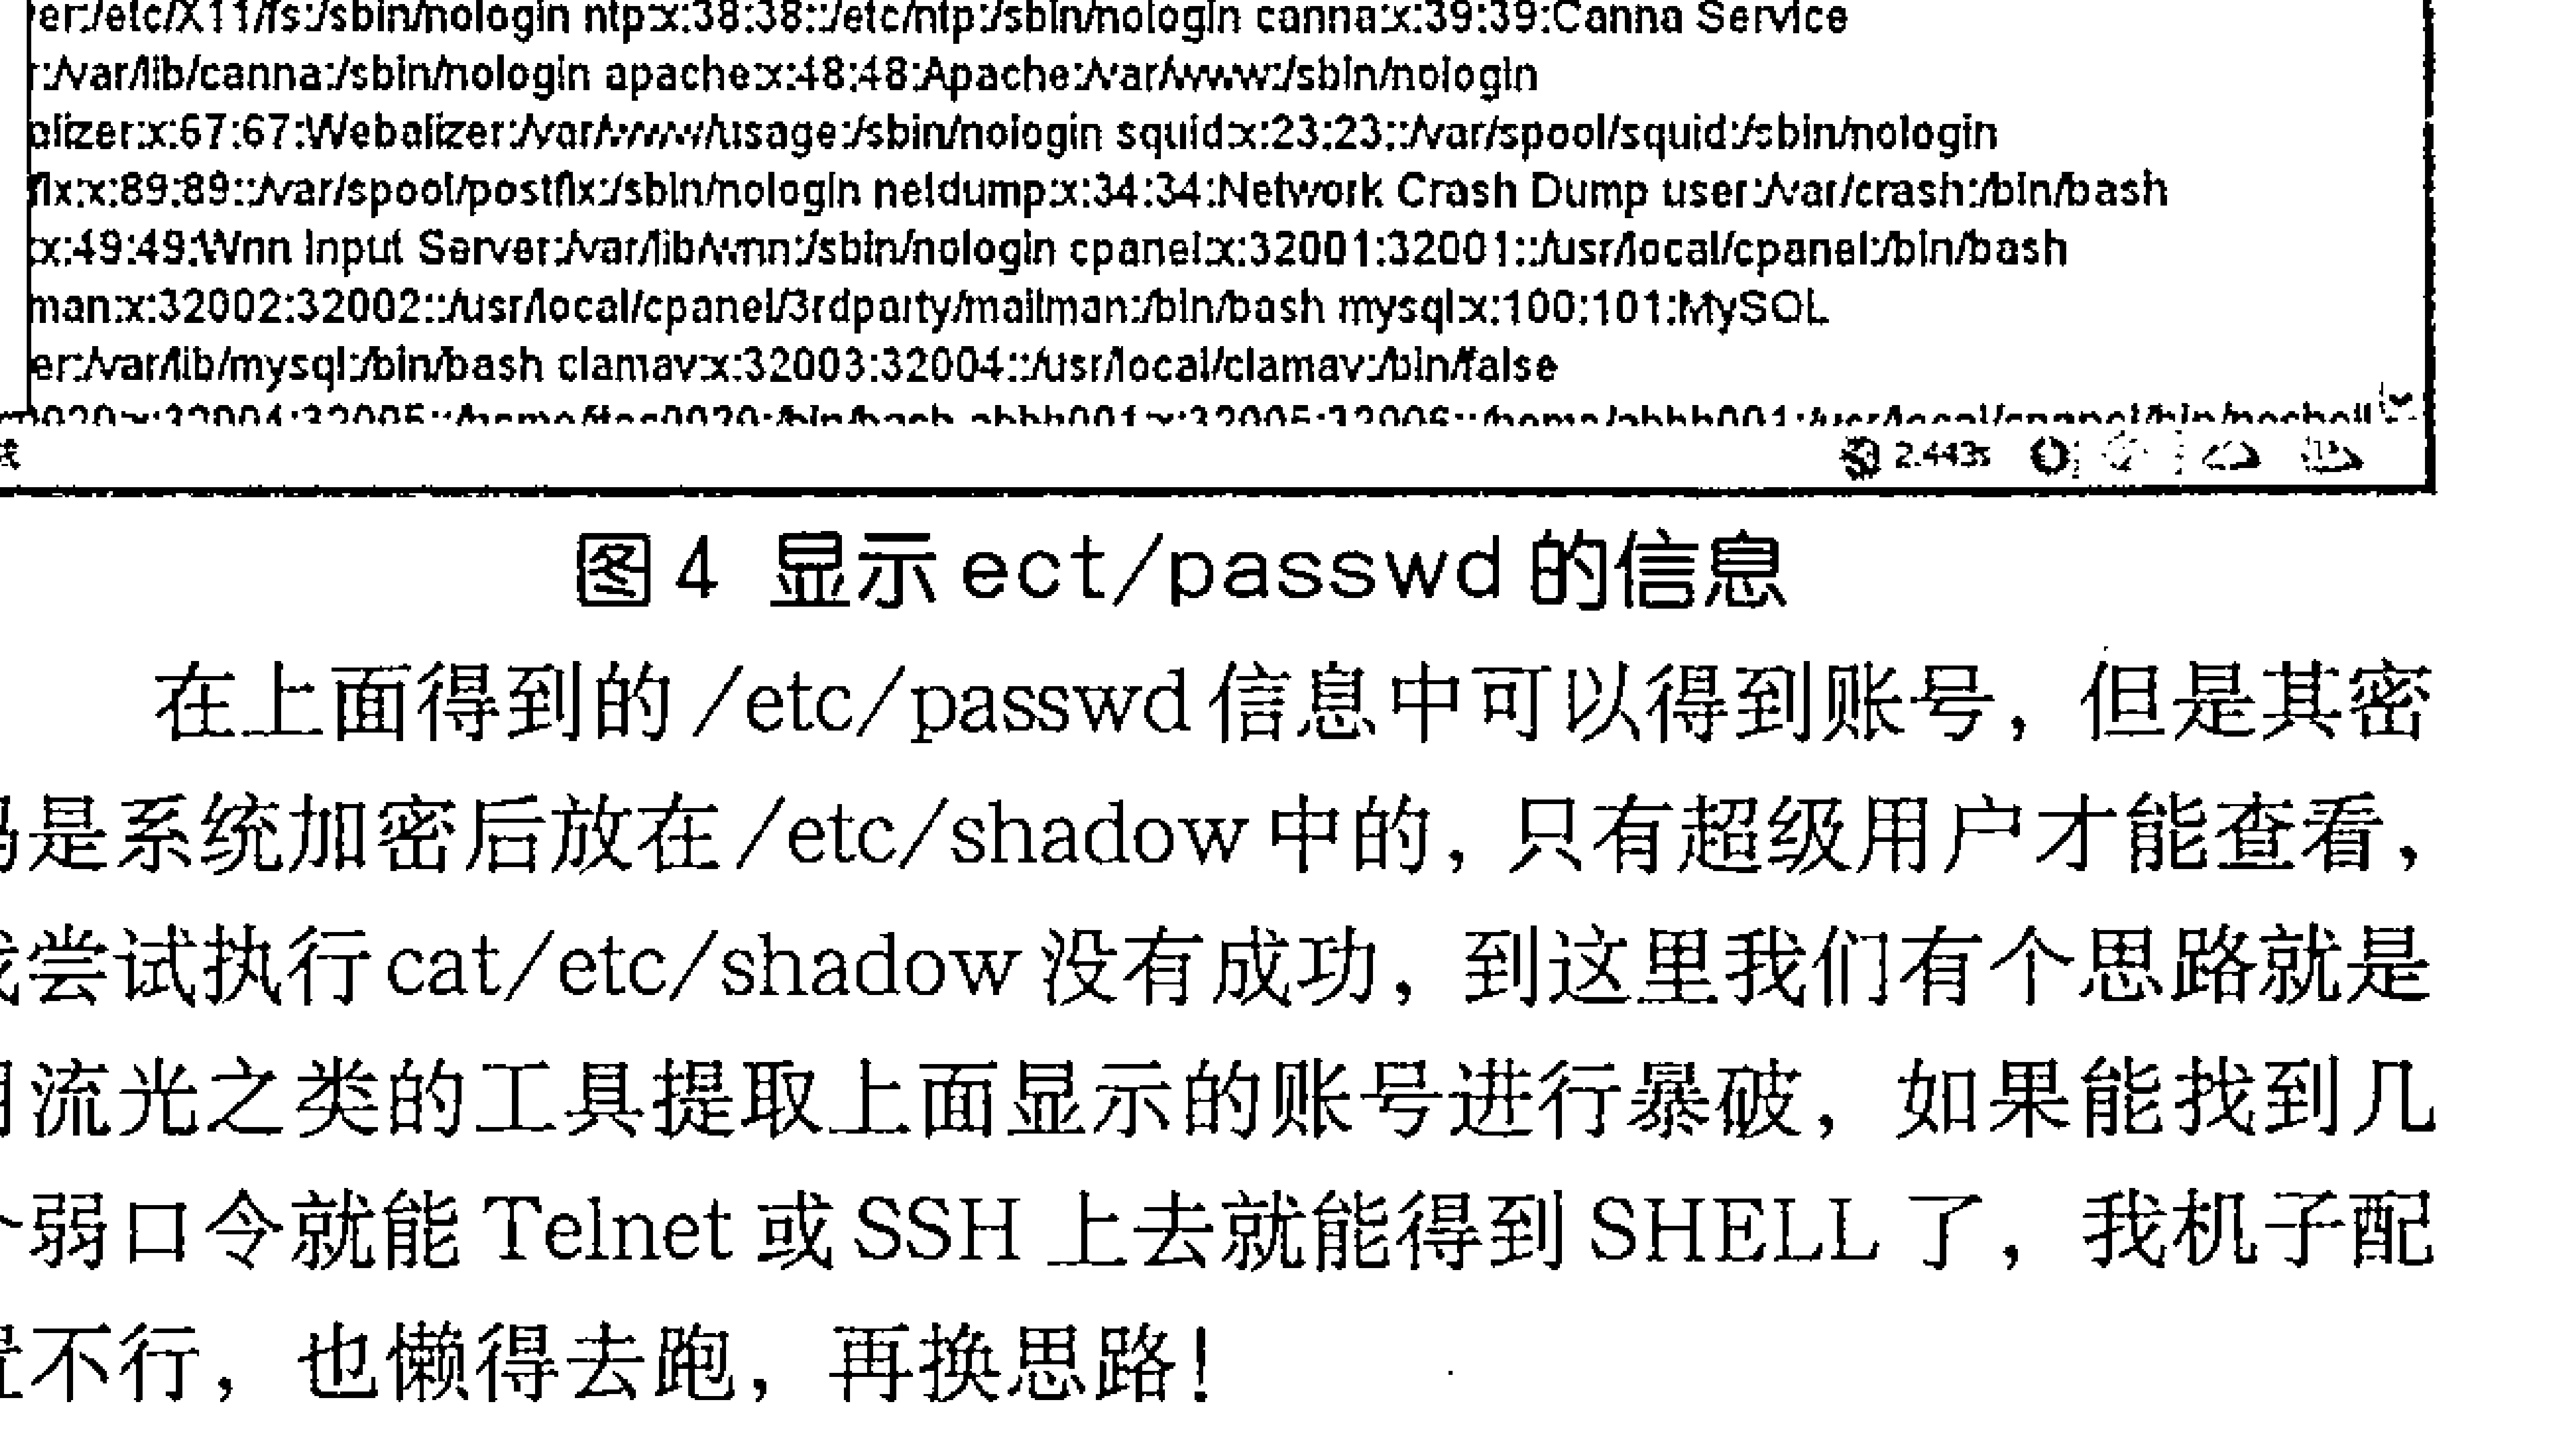 er:/etc/X11/fs:/sbin/nologin ntp:x:38:38::/etc/ntp:/sbin/nologin canna:x:39:39:Canna Service
r:/var/lib/canna:/sbin/nologin apache:x:48:48:Apache:/var/www:/sbin/nologin
alizer:x:67:67:Webalizer:/var/www/usage:/sbin/nologin squid:x:23:23::/var/spool/squid:/sbin/nologin
fix:x:89:89::/var/spool/postfix:/sbin/nologin netdump:x:34:34:Network Crash Dump user:/var/crash:/bin/bash
:x:49:49:Wnn Input Server:/var/lib/wnn:/sbin/nologin cpanel:x:32001:32001::/usr/local/cpanel:/bin/bash
man:x:32002:32002::/usr/local/cpanel/3rdparty/mailman:/bin/bash mysql:x:100:101:MySQL
er:/var/lib/mysql:/bin/bash clamav:x:32003:32004::/usr/local/clamav:/bin/false
2.443s
图4 显示ect/passwd的信息
在上面得到的/etc/passwd信息中可以得到账号，但是其密
码是系统加密后放在/etc/shadow中的，只有超级用户才能查看，
我尝试执行cat/etc/shadow没有成功，到这里我们有个思路就是
用流光之类的工具提取上面显示的账号进行暴破，如果能找到几
个弱口令就能Telnet或SSH上去就能得到SHELL了，我机子配
置不行，也懒得去跑，再换思路！